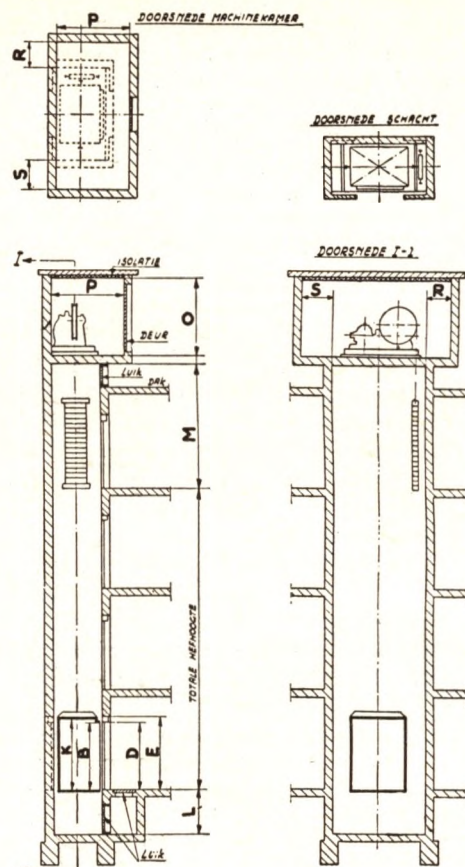 DOORSNEDE MACHINEKAMER
P
R
S
DOORSNEDE SCHACHT
I
ISOLATIE
P
O
DEUR
LUIK
DAK
M
TOTALE HEFHOOGTE
K
B
D
E
L
LUIK
DOORSNEDE I-I
S
R